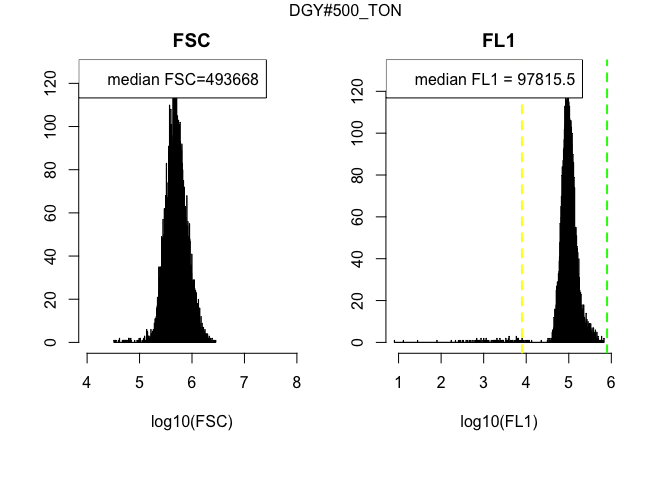 DGY#500_TON
FSC
median FSC=493668
0
20
40
60
80
100
120
4 5 6 7 8
log10(FSC)
FL1
median FL1 = 97815.5
0
20
40
60
80
100
120
1 2 3 4 5 6
log10(FL1)